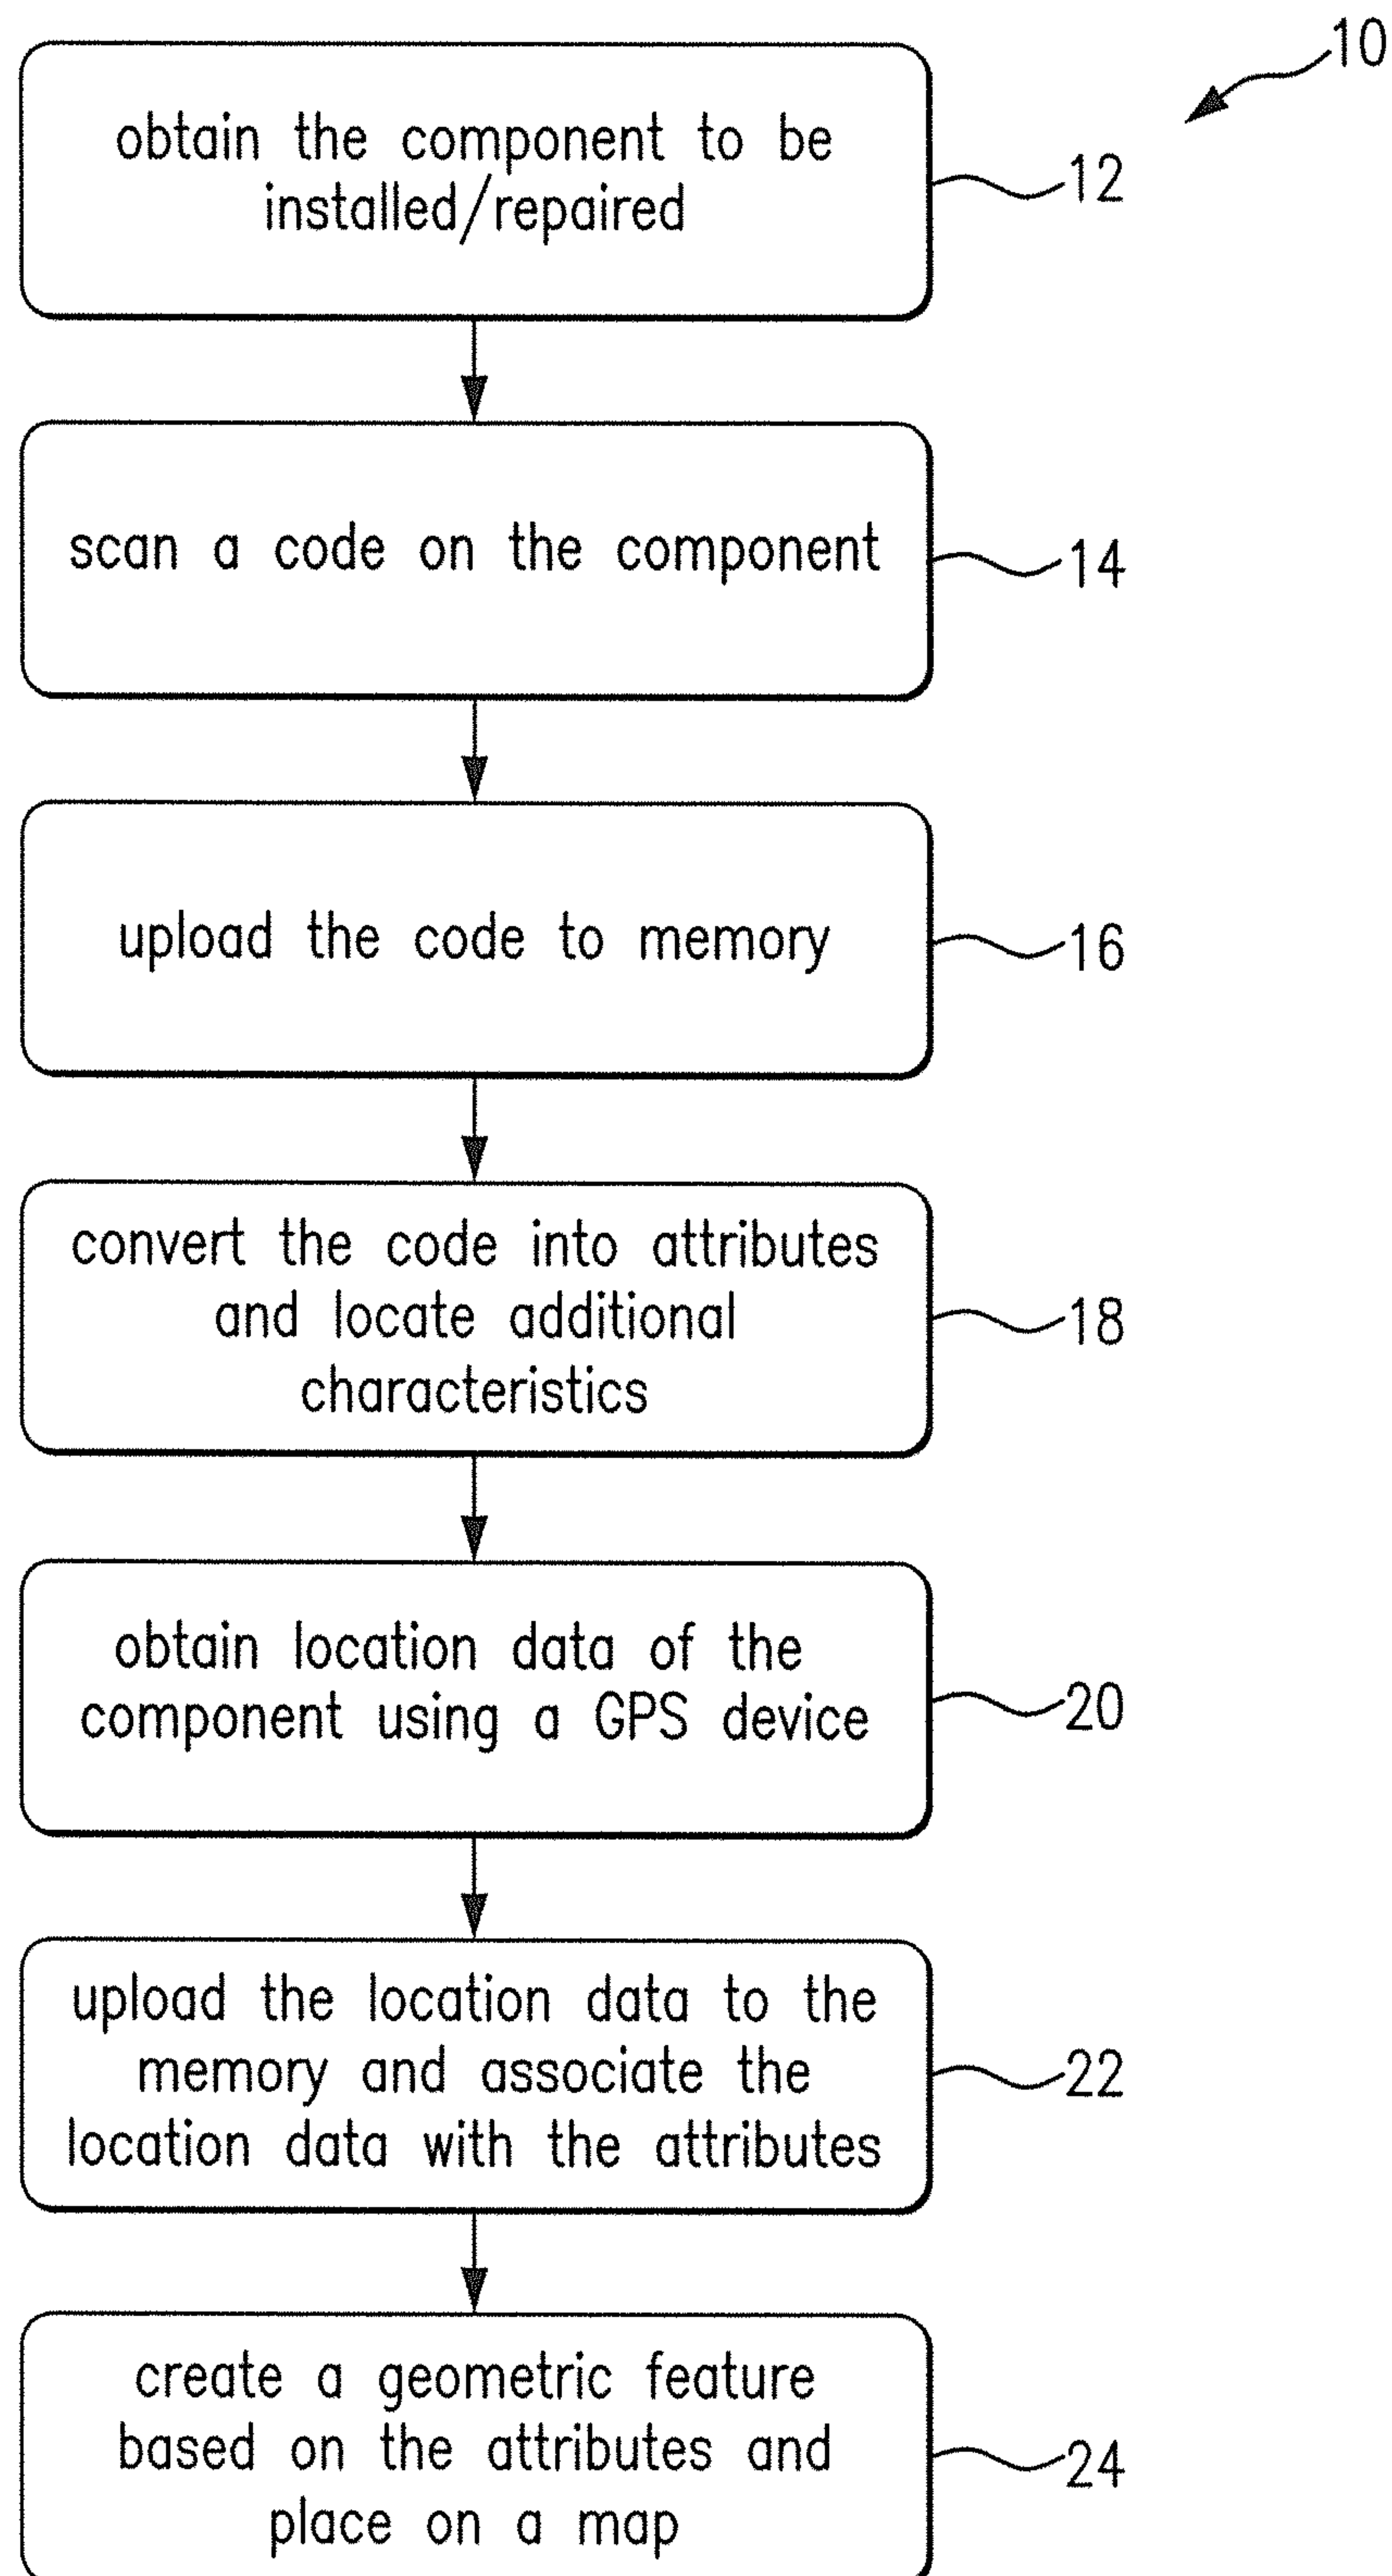 10
obtain the component to be
installed/repaired
12
scan a code on the component
14
upload the code to memory
16
convert the code into attributes
and locate additional
characteristics
18
obtain location data of the
component using a GPS device
20
upload the location data to the
memory and associate the
location data with the attributes
22
create a geometric feature
based on the attributes and
place on a map
24